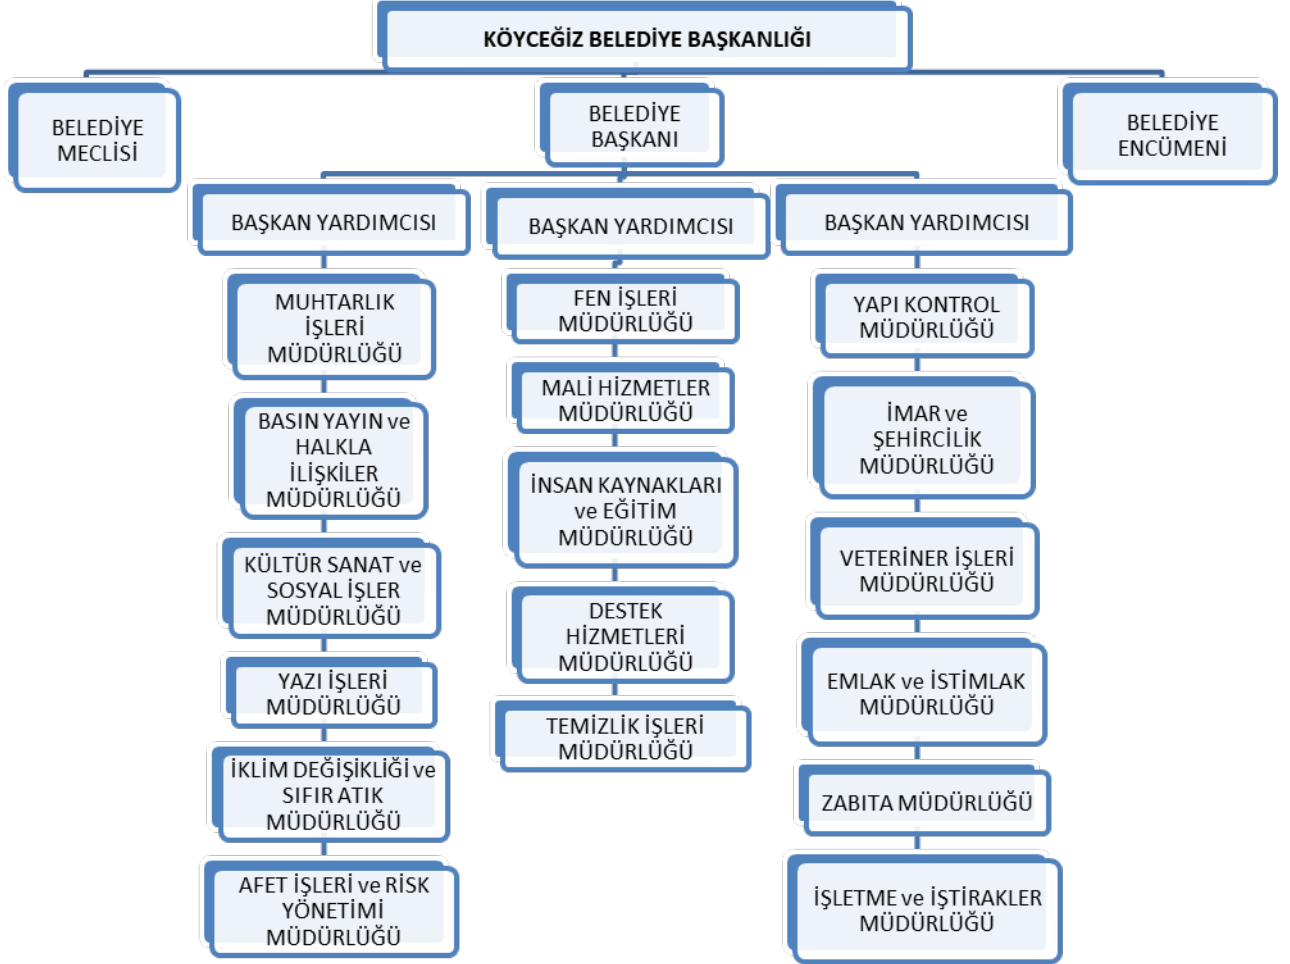 KÖYCEĞİZ BELEDİYE BAŞKANLIĞI
BELEDİYE
MECLİSİ
BELEDİYE
BAŞKANI
BELEDİYE
ENCÜMENİ
BAŞKAN YARDIMCISI
MUHTARLIK
İŞLERİ
MÜDÜRLÜĞÜ
BASIN YAYIN ve
HALKLA
İLİŞKİLER
MÜDÜRLÜĞÜ
KÜLTÜR SANAT ve
SOSYAL İŞLER
MÜDÜRLÜĞÜ
YAZI İŞLERİ
MÜDÜRLÜĞÜ
İKLİM DEĞİŞİKLİĞİ ve
SIFIR ATIK
MÜDÜRLÜĞÜ
AFET İŞLERİ ve RİSK
YÖNETİMİ
MÜDÜRLÜĞÜ
BAŞKAN YARDIMCISI
FEN İŞLERİ
MÜDÜRLÜĞÜ
MALİ HİZMETLER
MÜDÜRLÜĞÜ
İNSAN KAYNAKLARI
ve EĞİTİM
MÜDÜRLÜĞÜ
DESTEK
HİZMETLERİ
MÜDÜRLÜĞÜ
TEMİZLİK İŞLERİ
MÜDÜRLÜĞÜ
BAŞKAN YARDIMCISI
YAPI KONTROL
MÜDÜRLÜĞÜ
İMAR ve
ŞEHİRCİLİK
MÜDÜRLÜĞÜ
VETERİNER İŞLERİ
MÜDÜRLÜĞÜ
EMLAK ve İSTİMLAK
MÜDÜRLÜĞÜ
ZABITA MÜDÜRLÜĞÜ
İŞLETME ve İŞTİRAKLER
MÜDÜRLÜĞÜ